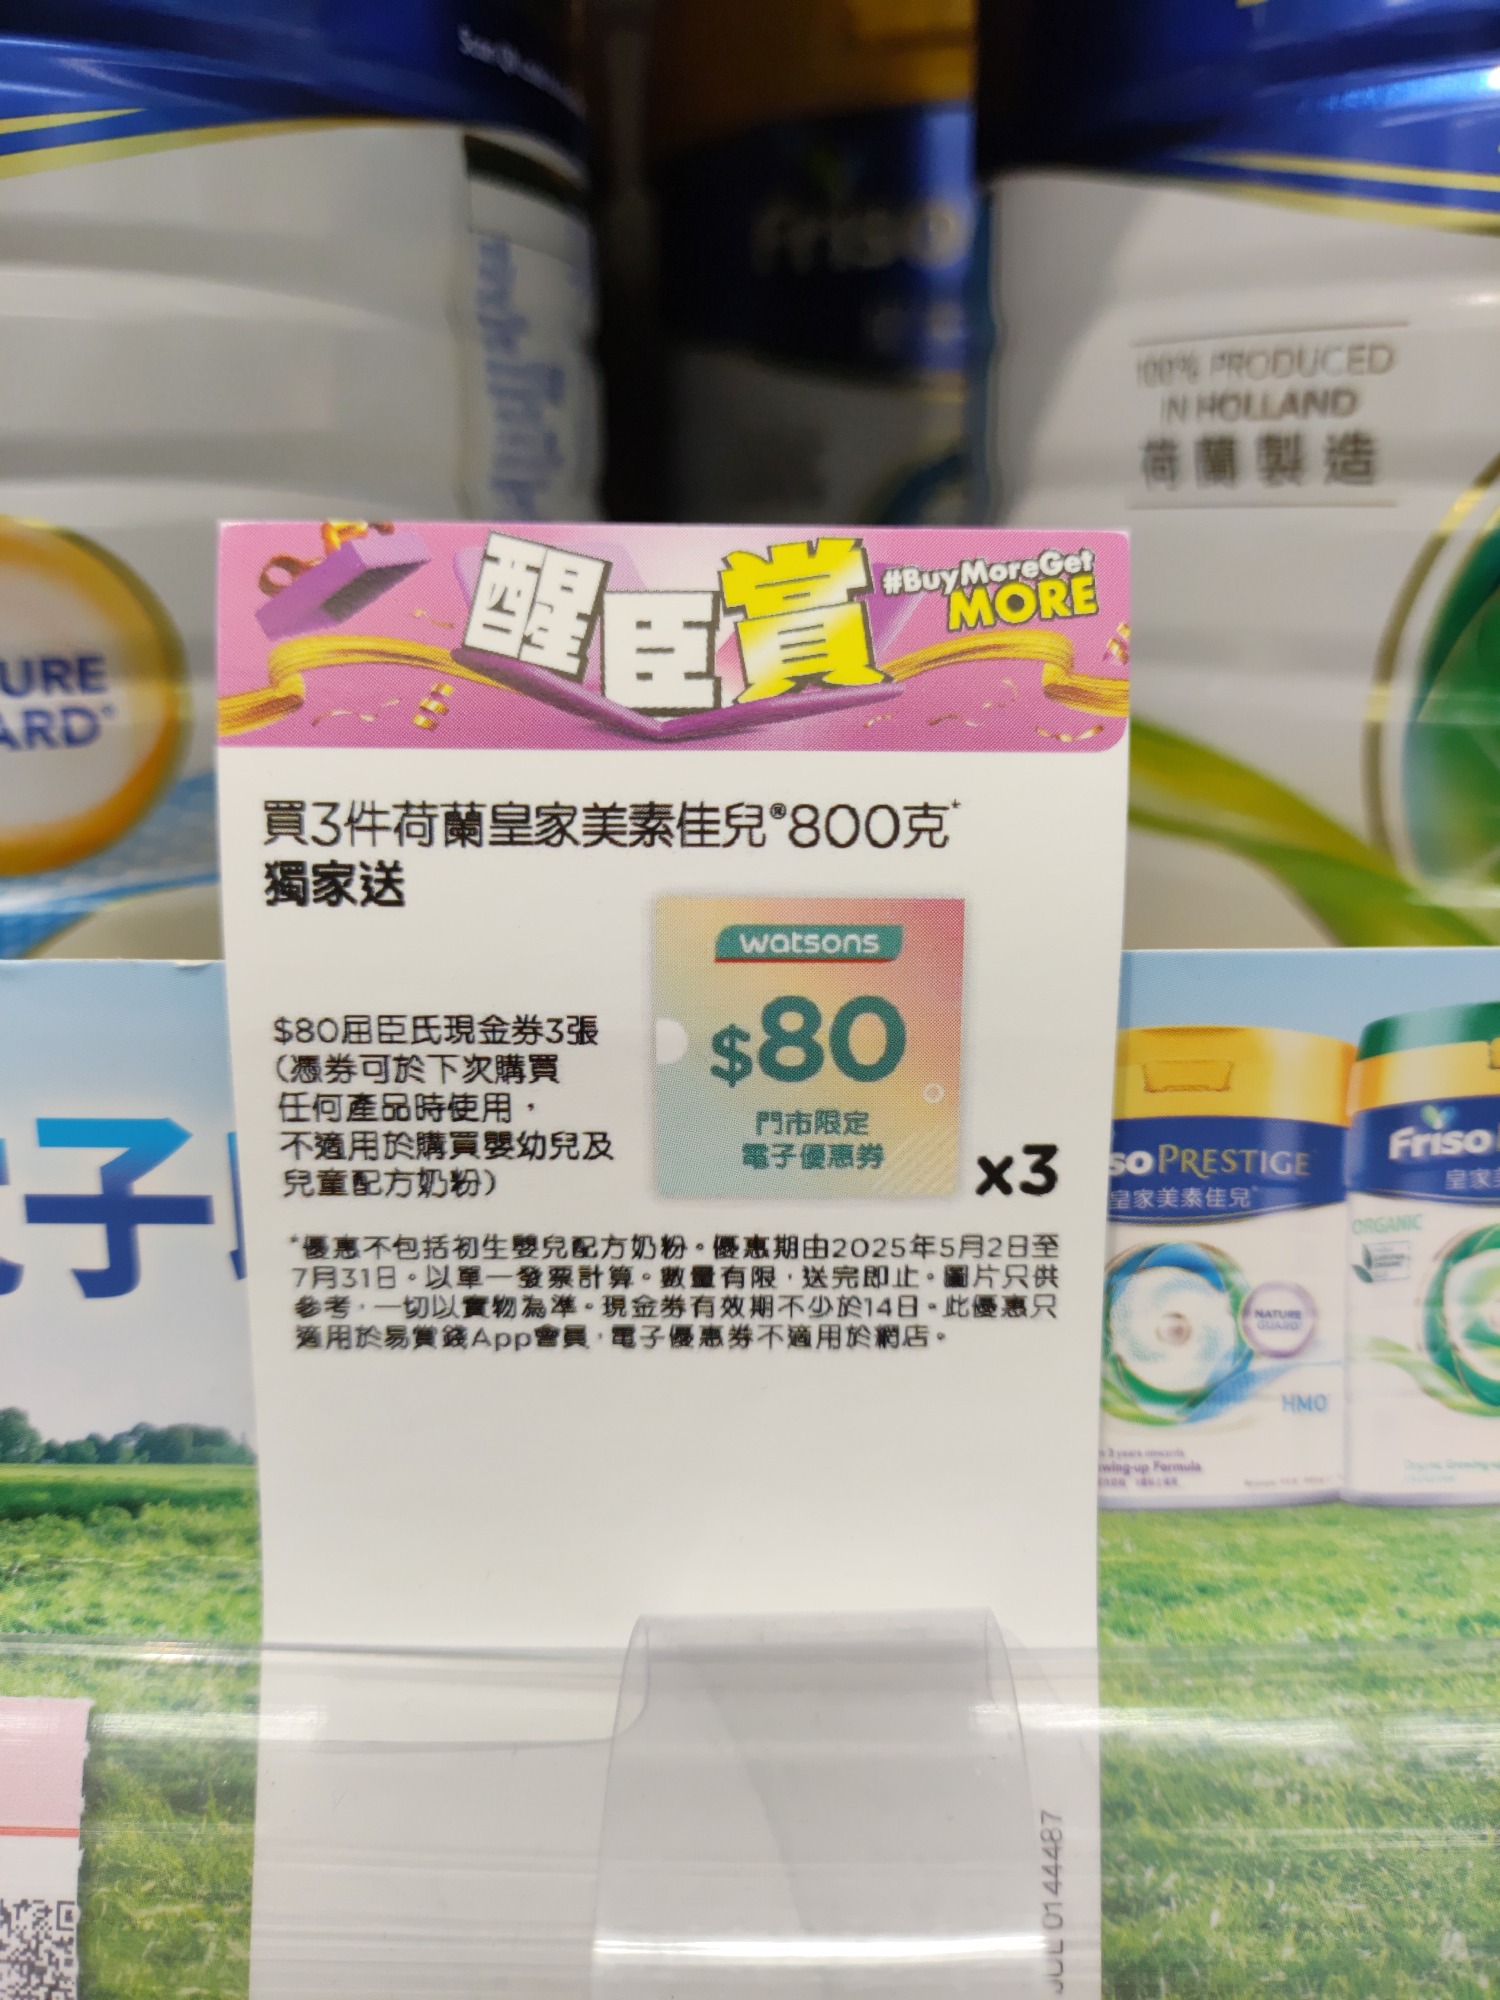 100% PRODUCED
IN HOLLAND
荷蘭製造
醒臣賞
#BuyMoreGet
MORE
URE
ARD
買3件荷蘭皇家美素佳兒®800克*
獨家送
watsons
$80
門市限定
電子優惠券
x3
$80屈臣氏現金券3張
(憑券可於下次購買
任何產品時使用，
不適用於購買嬰幼兒及
兒童配方奶粉)
*優惠不包括初生嬰兒配方奶粉。優惠期由2025年5月2日至
7月31日。以單一發票計算。數量有限，送完即止。圖片只供
參考，一切以實物為準。現金券有效期不少於14日。此優惠只
適用於易賞錢App會員，電子優惠券不適用於網店。
子
SO PRESTIGE
皇家美素佳兒
NATURE
GUARD
HMO
Friso
皇家美
ORGANIC
JUL 0144487